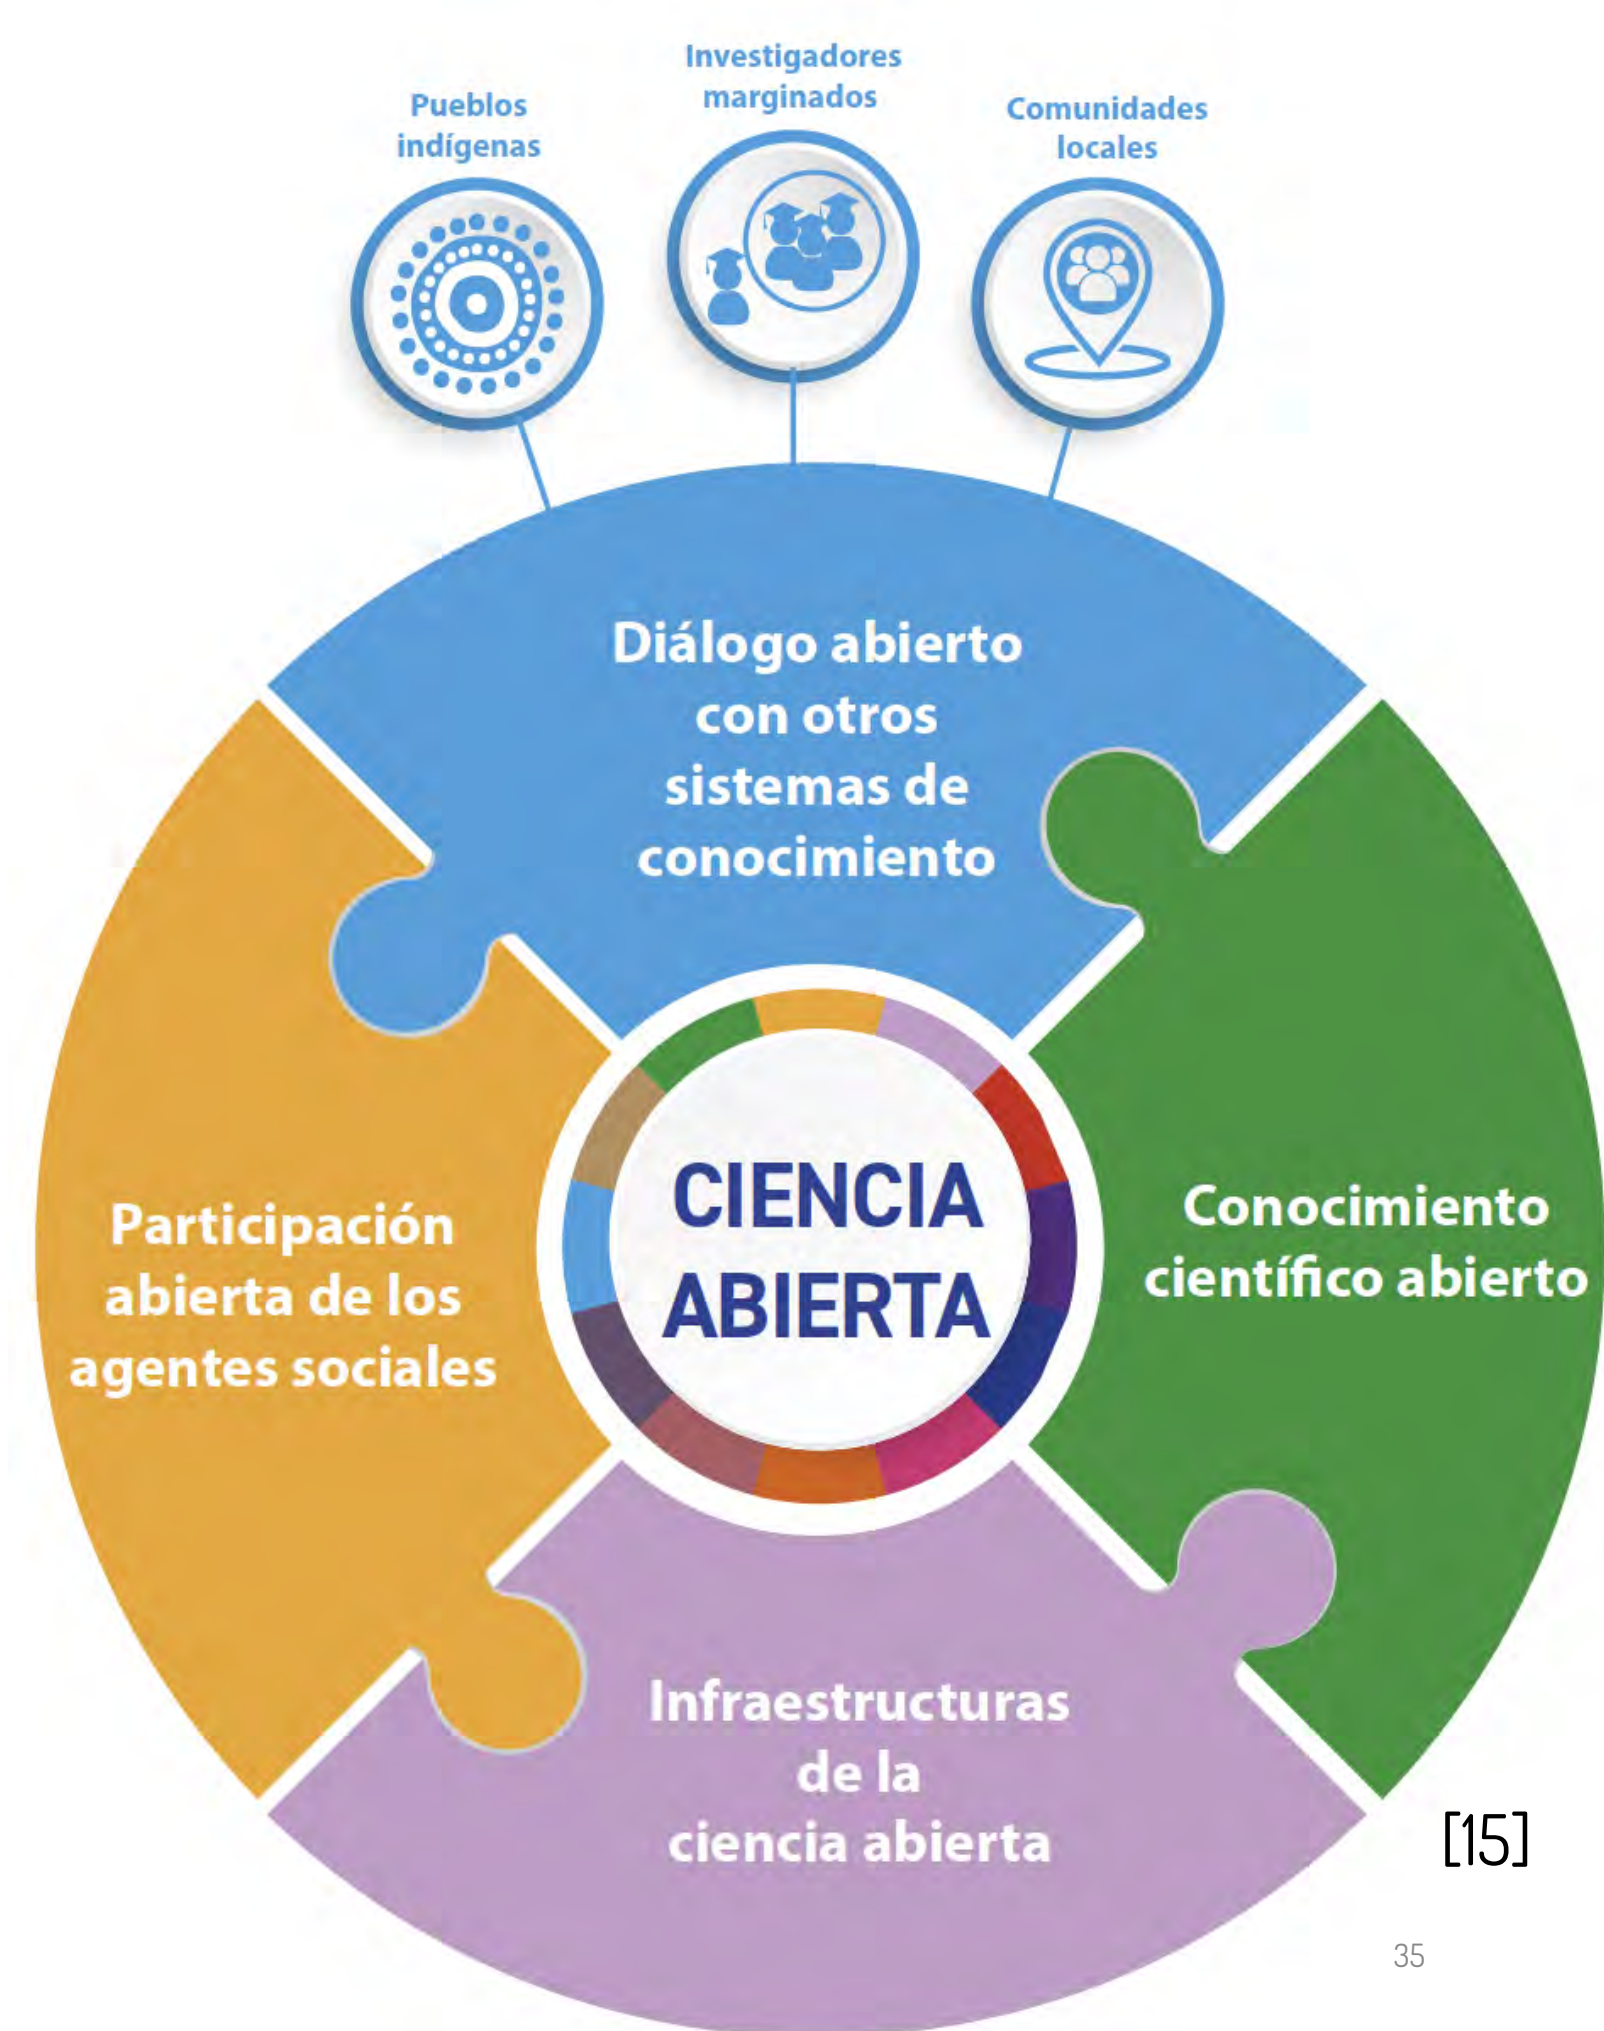 Investigadores
marginados
Pueblos
indígenas
Comunidades
locales
Diálogo abierto
con otros
sistemas de
conocimiento
CIENCIA
ABIERTA
Participación
abierta de los
agentes sociales
Conocimiento
científico abierto
Infraestructuras
de la
ciencia abierta
[15]
35